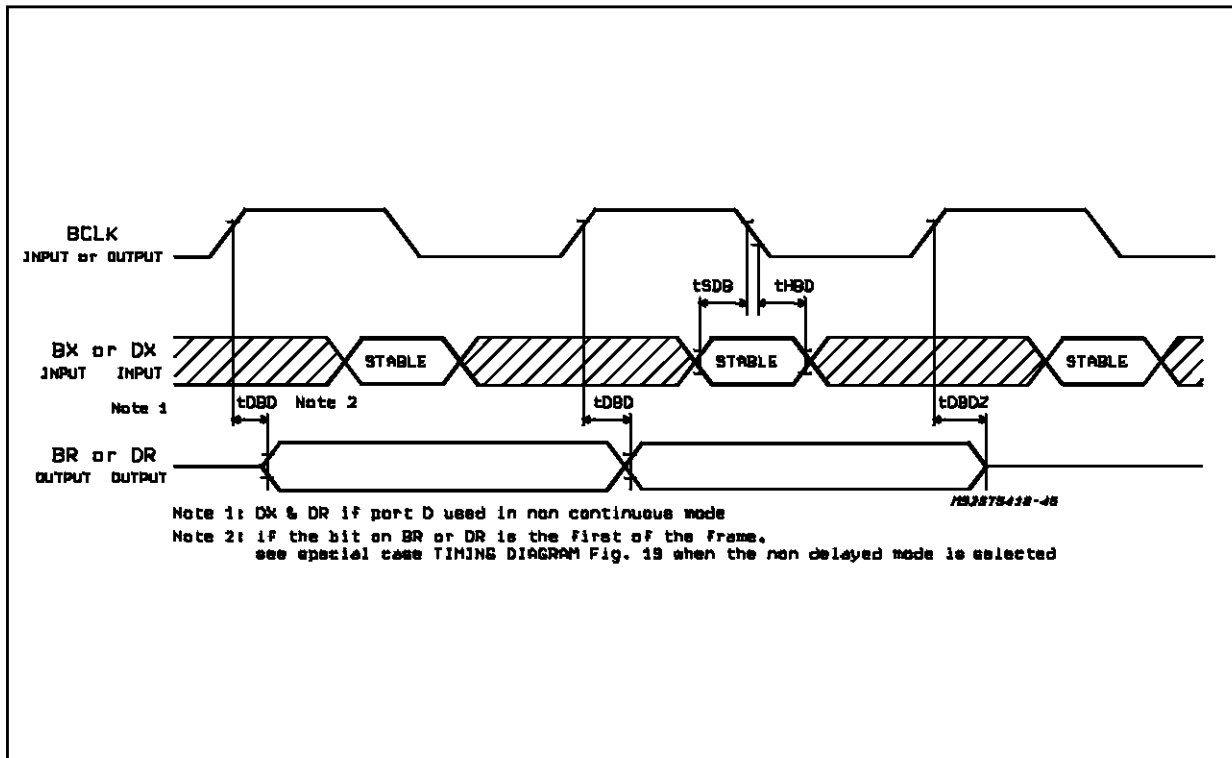 BCLK
INPUT or OUTPUT
tSDB tHBD
BX or DX
INPUT INPUT
STABLE STABLE STABLE
Note 1 tDBD Note 2 tDBD tDBDZ
BR or DR
OUTPUT OUTPUT
Note 1: DX & DR if port D used in non continuous mode
Note 2: if the bit on BR or DR is the first of the frame.
see special case TIMING DIAGRAM Fig. 19 when the non delayed mode is selected